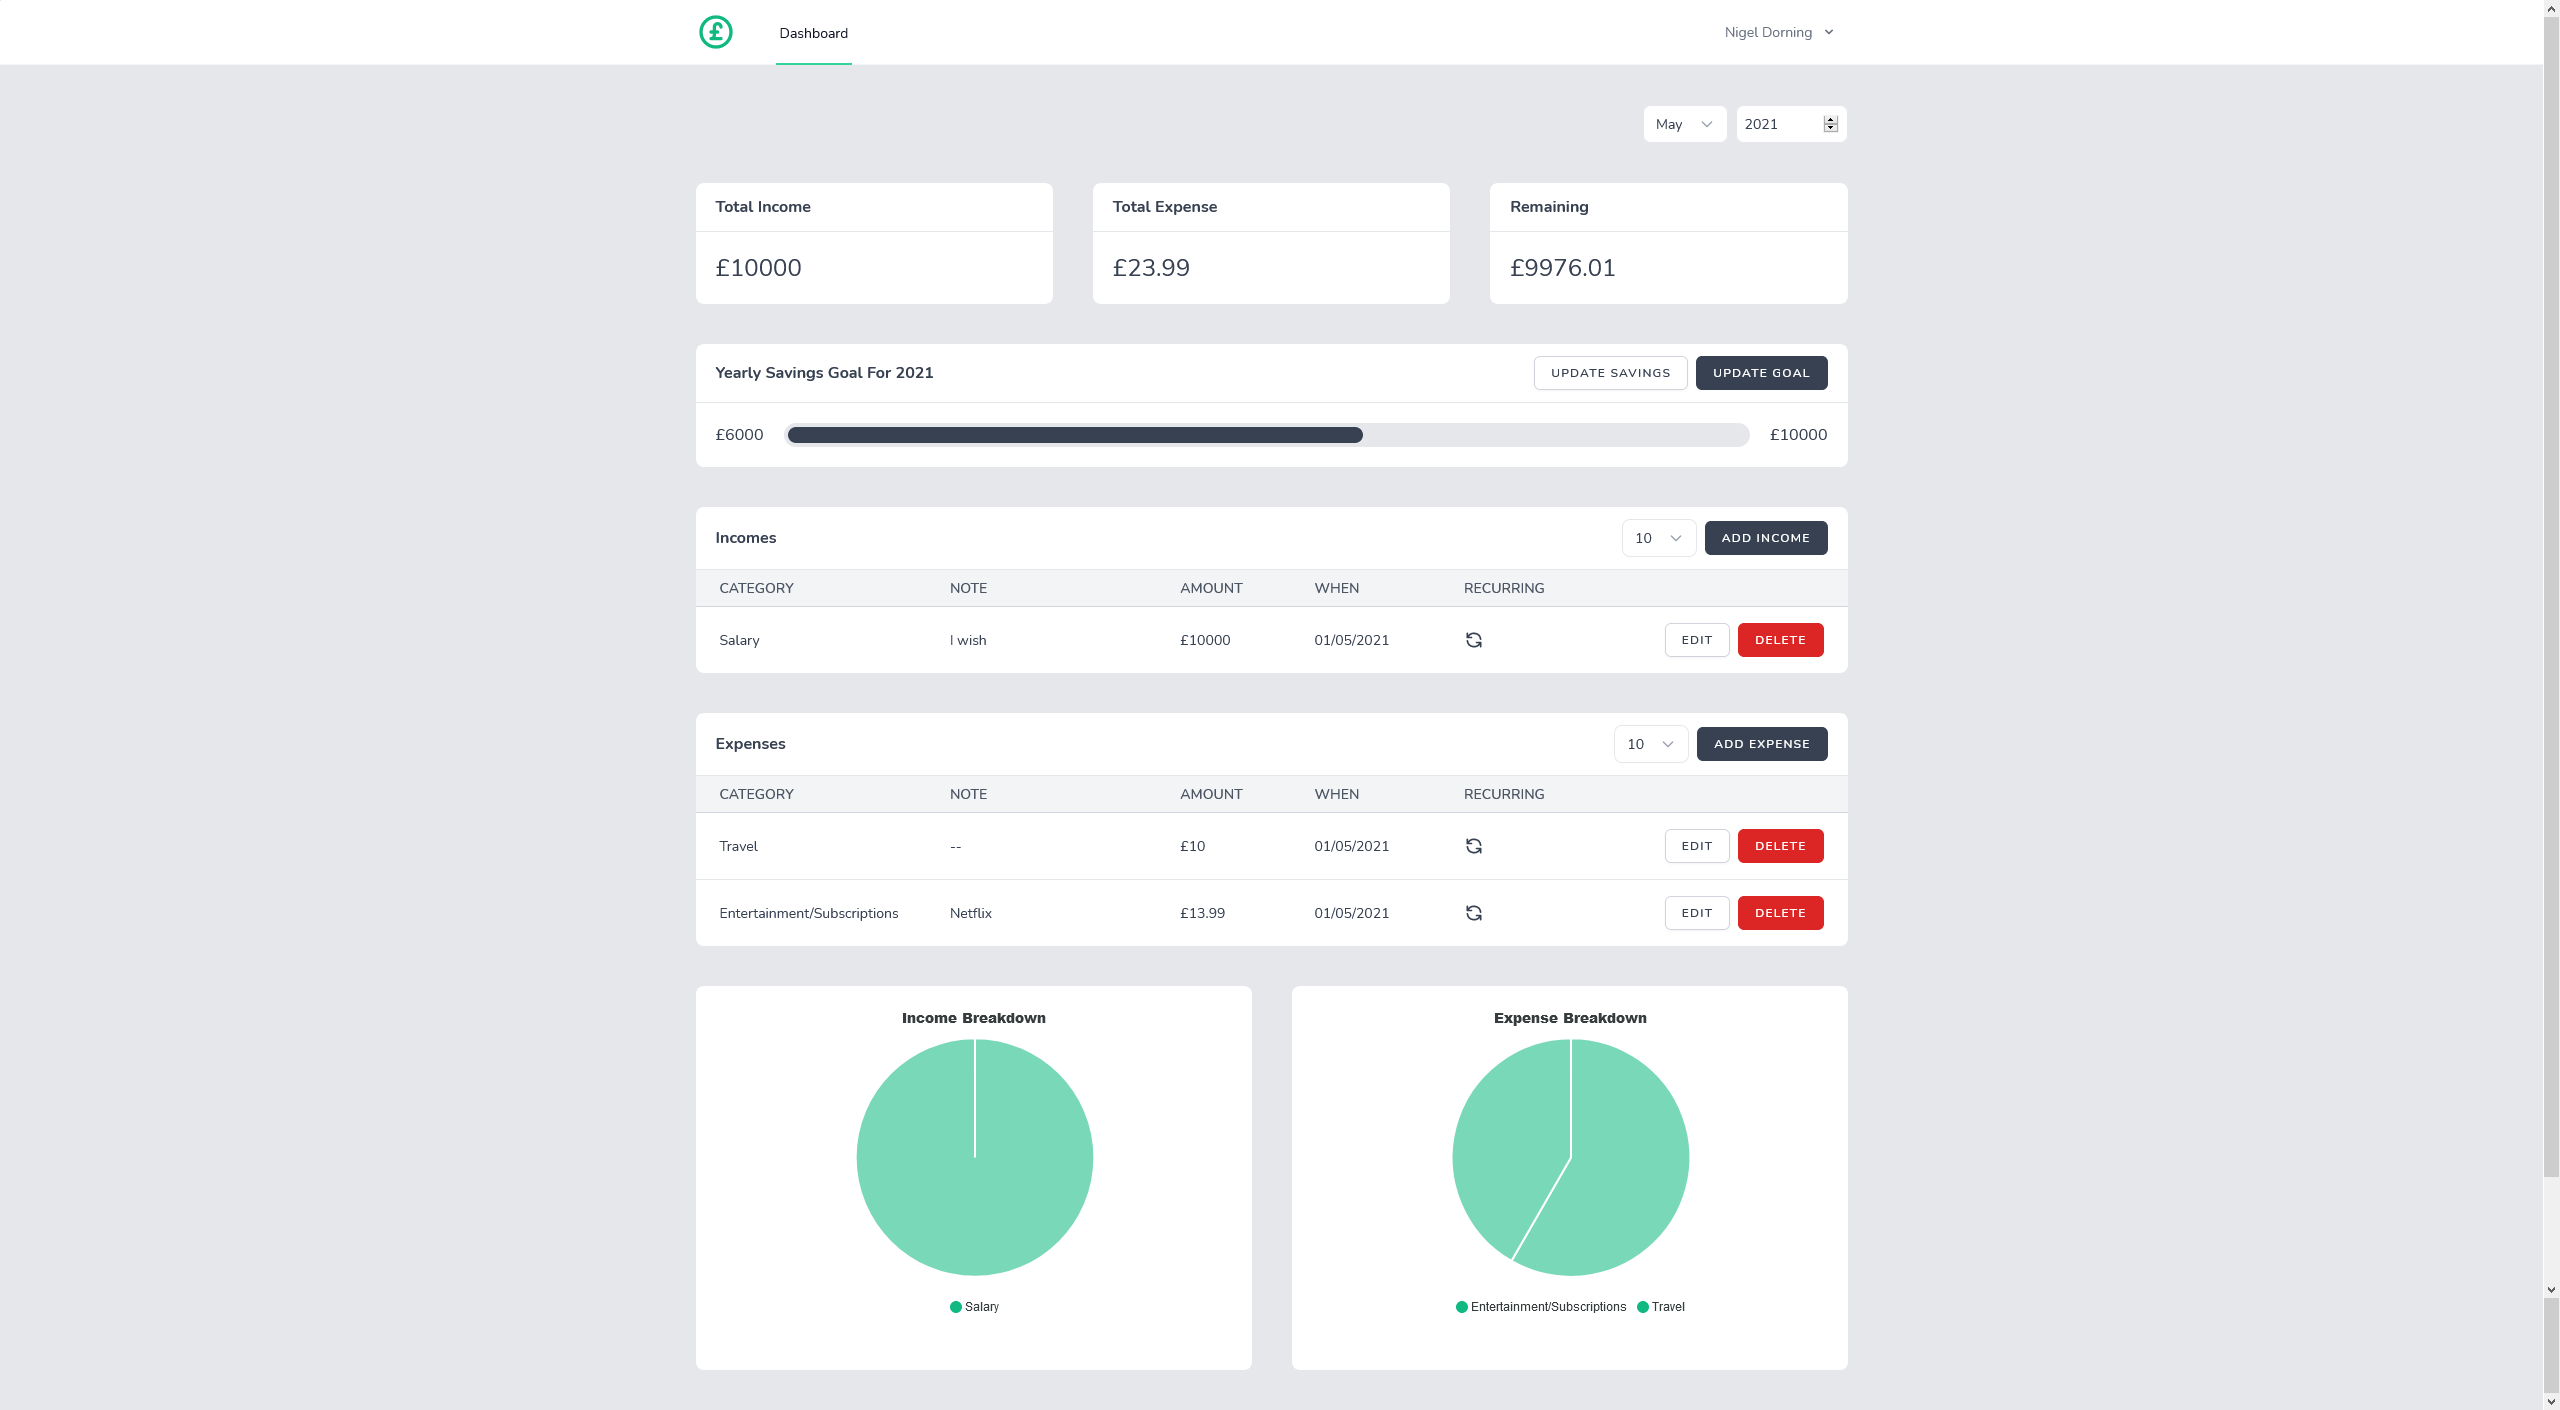 £ Dashboard Nigel Dorning
May 2021
Total Income Total Expense Remaining
£10000 £23.99 £9976.01
Yearly Savings Goal For 2021 UPDATE SAVINGS UPDATE GOAL
£6000 £10000
Incomes 10 ADD INCOME
CATEGORY NOTE AMOUNT WHEN RECURRING
Salary I wish £10000 01/05/2021 EDIT DELETE
Expenses 10 ADD EXPENSE
CATEGORY NOTE AMOUNT WHEN RECURRING
Travel -- £10 01/05/2021 EDIT DELETE
Entertainment/Subscriptions Netflix £13.99 01/05/2021 EDIT DELETE
Income Breakdown Expense Breakdown
Salary Entertainment/Subscriptions Travel